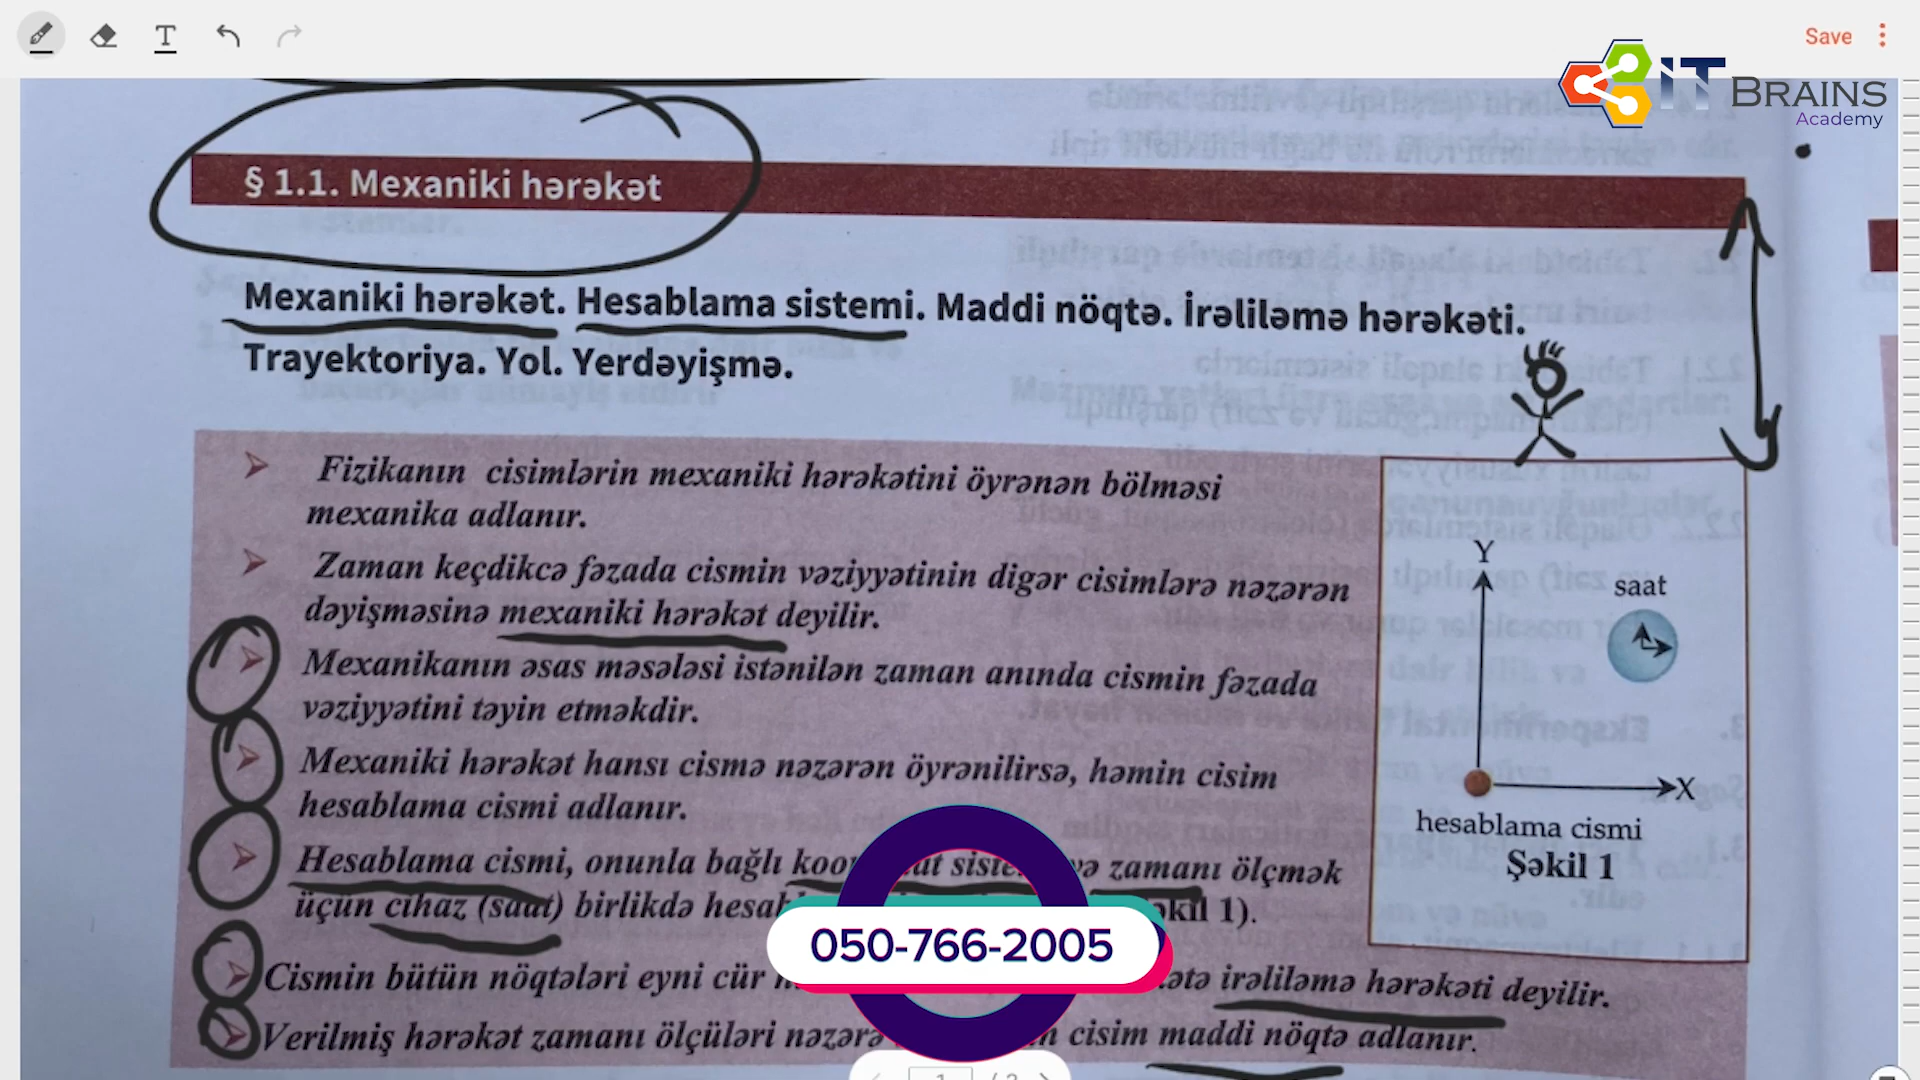 Save
iT BRAINS
Academy
§ 1.1. Mexaniki hərəkət
Mexaniki hərəkət. Hesablama sistemi. Maddi nöqtə. İrəliləmə hərəkəti.
Trayektoriya. Yol. Yerdəyişmə.
Fizikanın cisimlərin mexaniki hərəkətini öyrənən bölməsi
mexanika adlanır.
Zaman keçdikcə fəzada cismin vəziyyətinin digər cisimlərə nəzərən
dəyişməsinə mexaniki hərəkət deyilir.
Mexanikanın əsas məsələsi istənilən zaman anında cismin fəzada
vəziyyətini təyin etməkdir.
Mexaniki hərəkət hansı cismə nəzərən öyrənilirsə, həmin cisim
hesablama cismi adlanır.
Hesablama cismi, onunla bağlı və zamanı ölçmək
üçün cihaz (saat) birlikdə 1).
Cismin bütün nöqtələri eyni cür irəliləmə hərəkəti deyilir.
Verilmiş hərəkət zamanı ölçüləri cisim maddi nöqtə adlanır.
Y
saat
X
hesablama cismi
Şəkil 1
050-766-2005